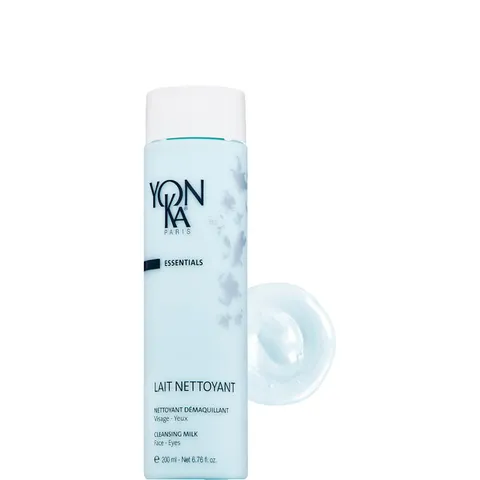 YON
KA®
PARIS
ESSENTIALS
LAIT NETTOYANT
NETTOYANT DÉMAQUILLANT
Visage - Yeux
CLEANSING MILK
Face - Eyes
℮ 200 ml - Net 6.76 fl. oz.